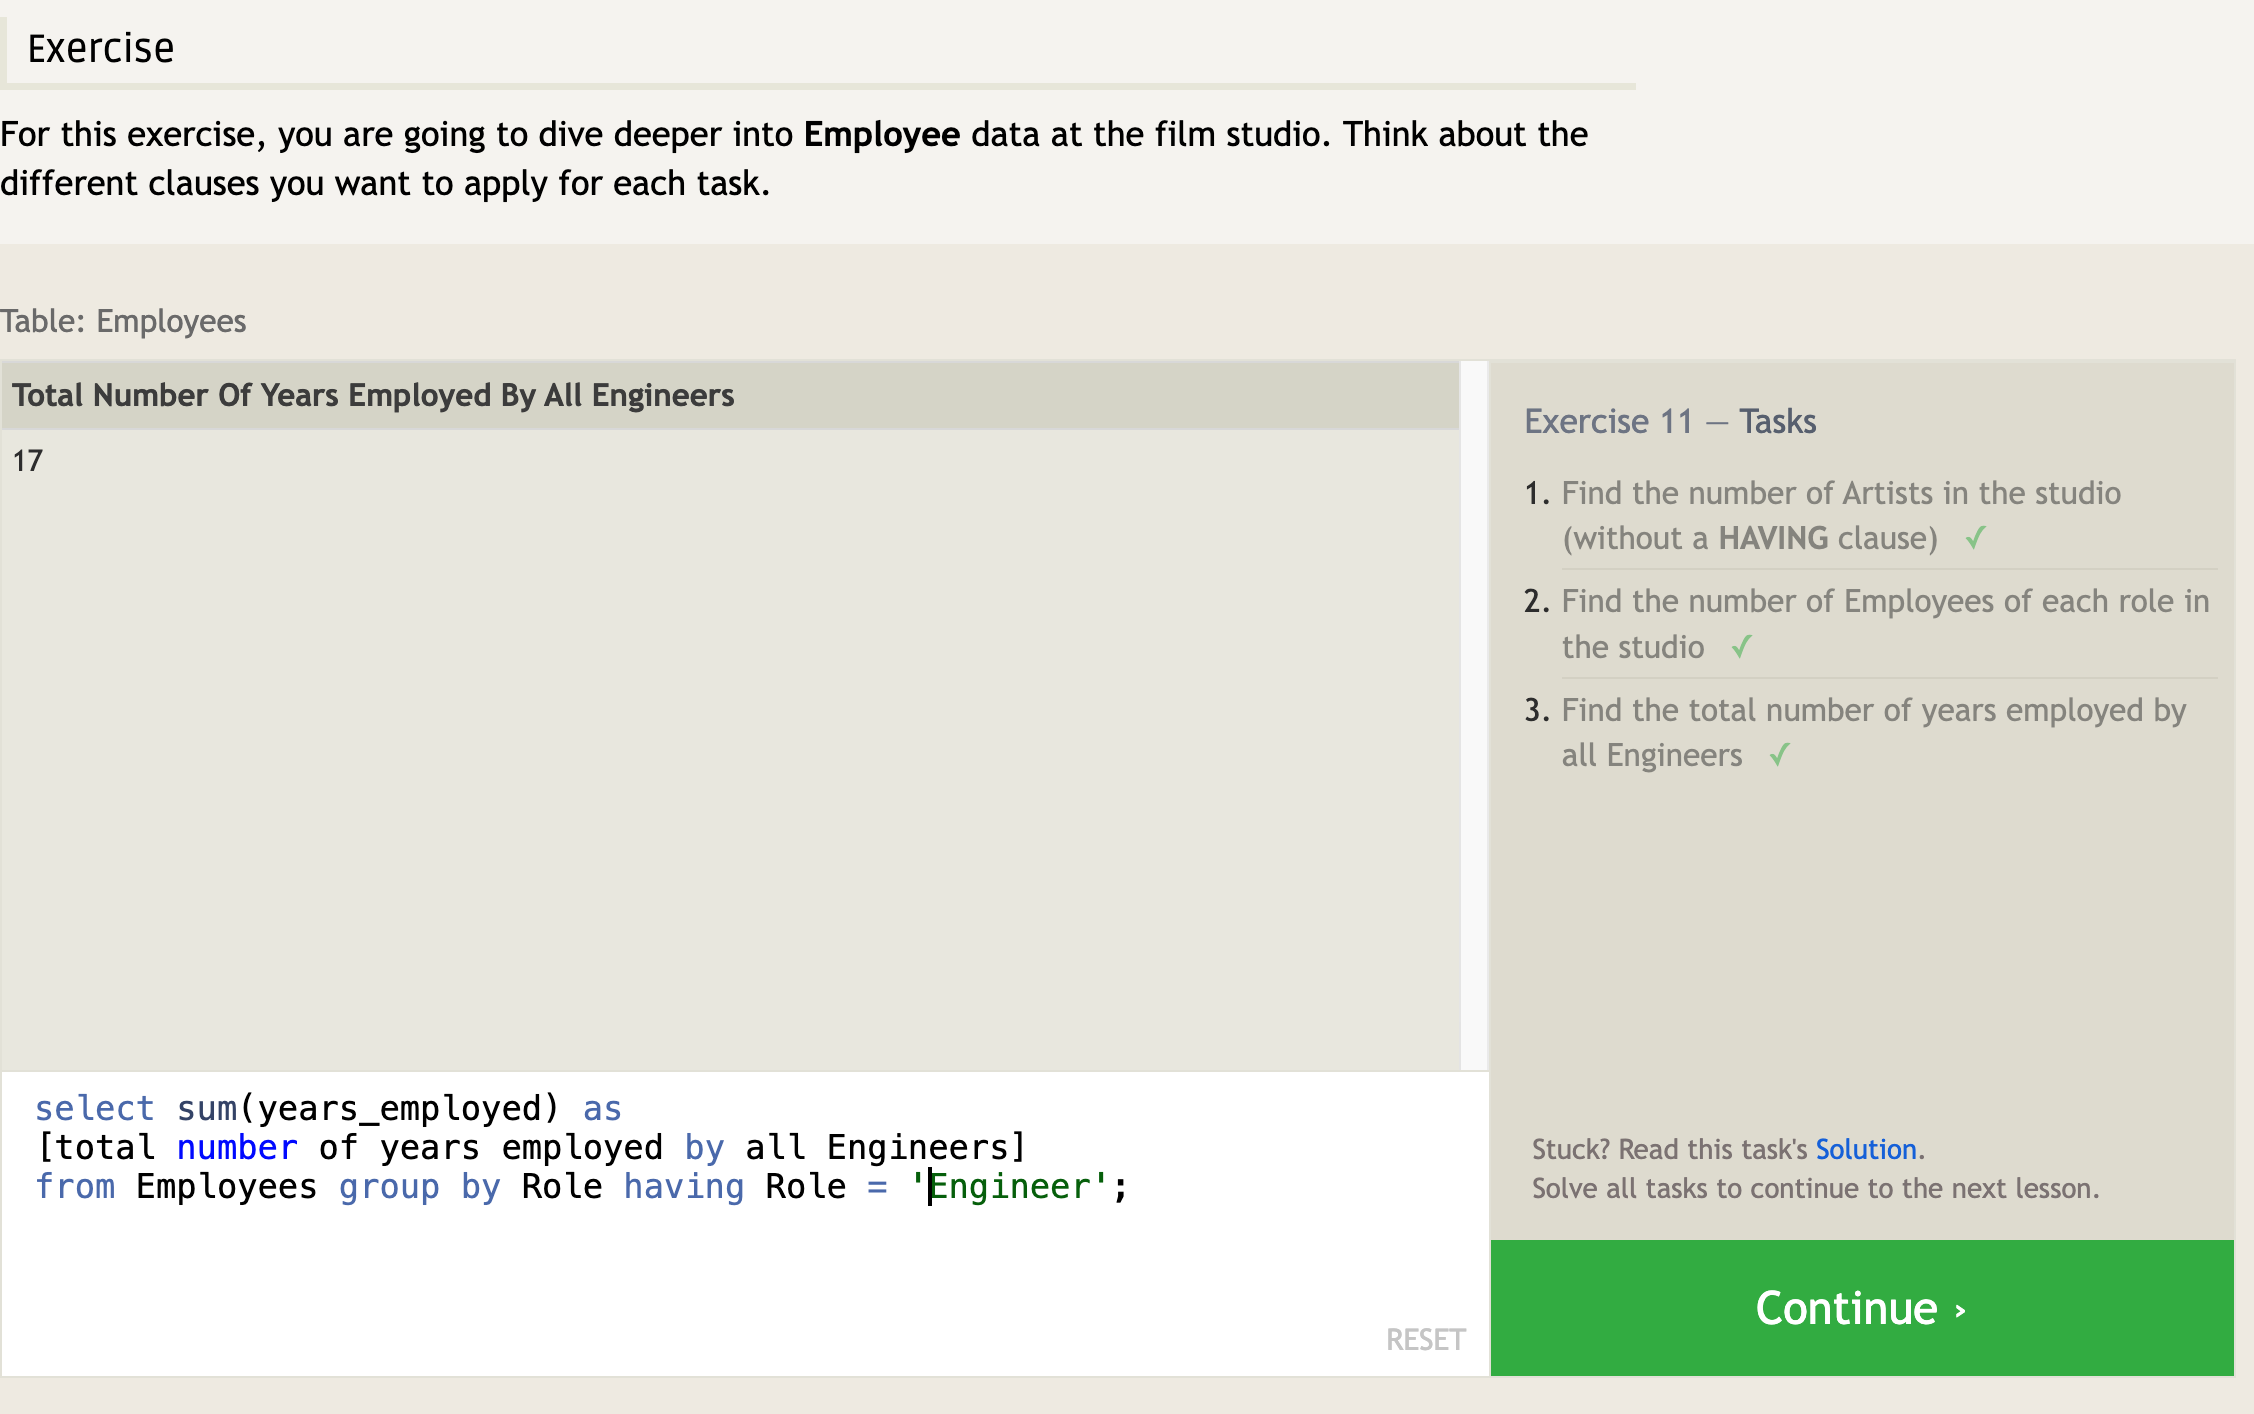 Exercise
For this exercise, you are going to dive deeper into Employee data at the film studio. Think about the
different clauses you want to apply for each task.
Table: Employees
Total Number Of Years Employed By All Engineers
17
select sum(years_employed) as
[total number of years employed by all Engineers]
from Employees group by Role having Role = 'Engineer';
RESET
Exercise 11 — Tasks
1. Find the number of Artists in the studio
(without a HAVING clause) ✓
2. Find the number of Employees of each role in
the studio ✓
3. Find the total number of years employed by
all Engineers ✓
Stuck? Read this task's Solution.
Solve all tasks to continue to the next lesson.
Continue ›